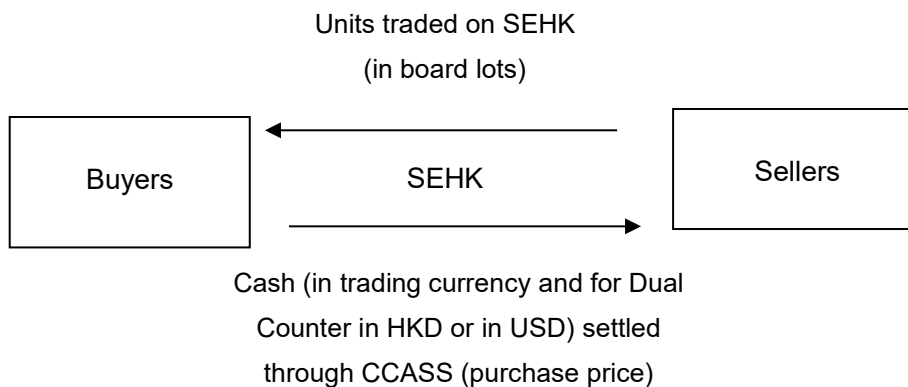 Units traded on SEHK
(in board lots)
Buyers
SEHK
Sellers
Cash (in trading currency and for Dual
Counter in HKD or in USD) settled
through CCASS (purchase price)